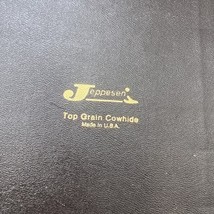 Jeppesen
Top Grain Cowhide
Made in U.S.A.